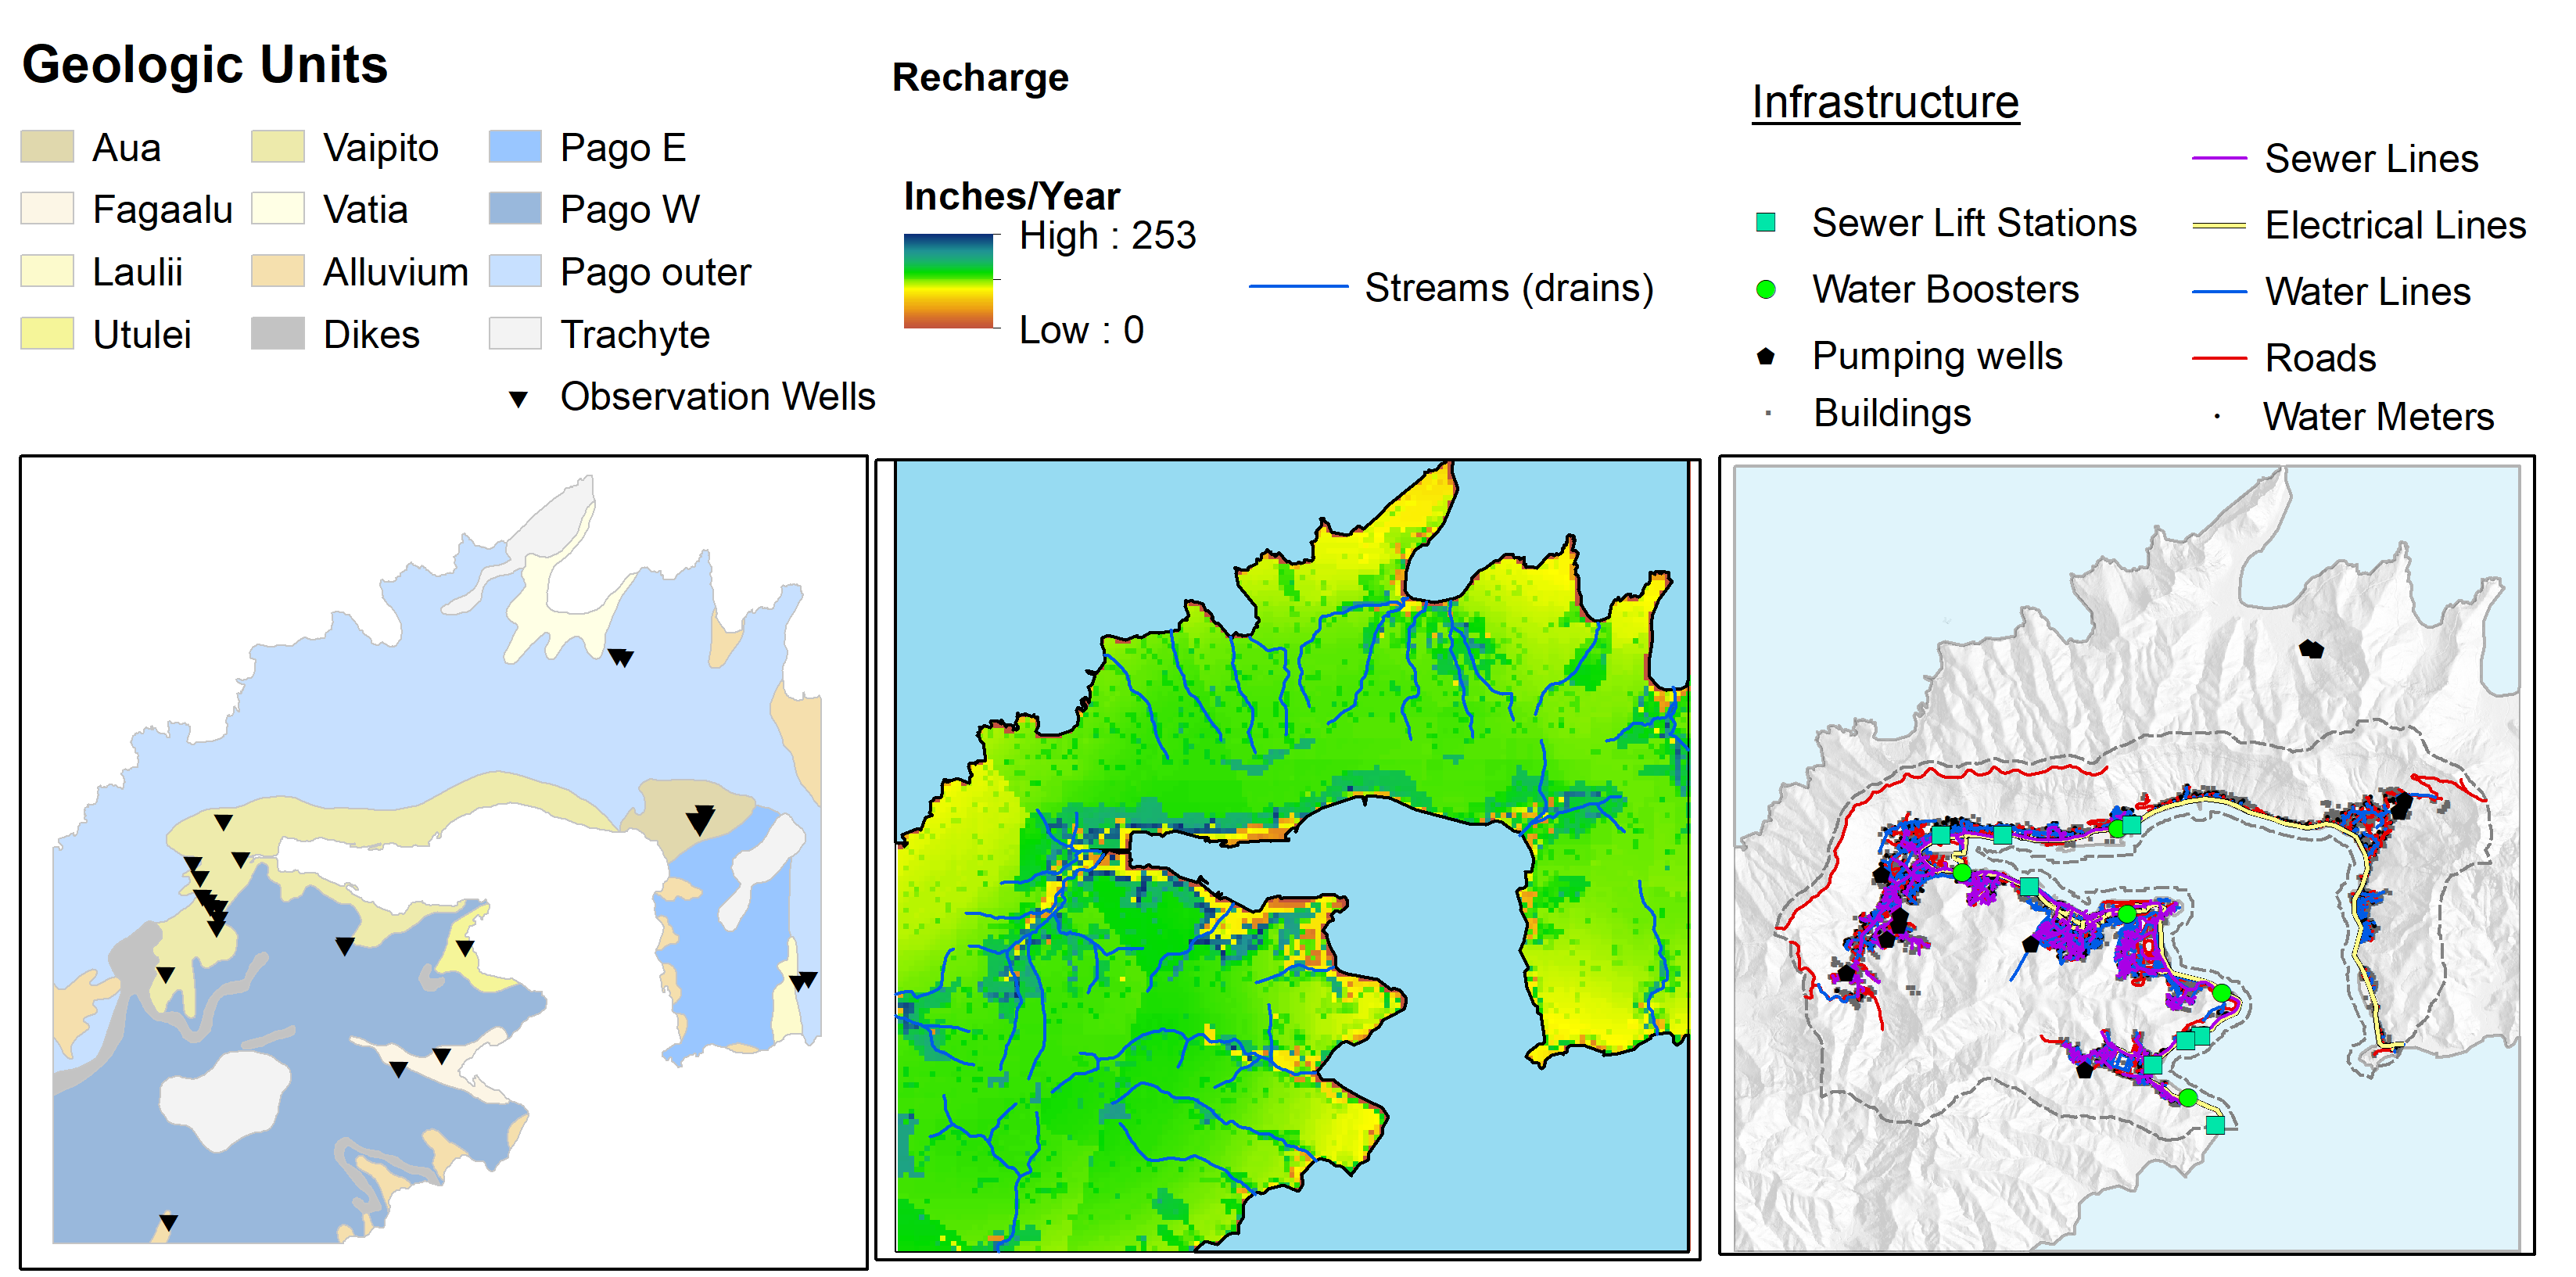 Geologic Units
Aua
Vaipito
Pago E
Fagaalu
Vatia
Pago W
Laulii
Alluvium
Pago outer
Utulei
Dikes
Trachyte
Observation Wells
Recharge
Inches/Year
High : 253
Low : 0
Streams (drains)
Infrastructure
Sewer Lift Stations
Water Boosters
Pumping wells
Buildings
Sewer Lines
Electrical Lines
Water Lines
Roads
Water Meters